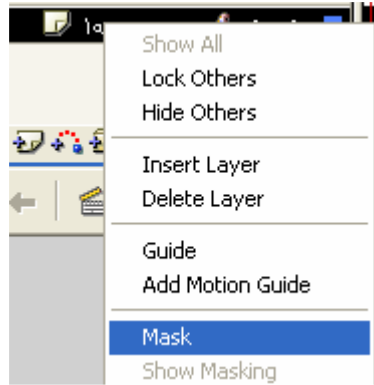 Show All
Lock Others
Hide Others
Insert Layer
Delete Layer
Guide
Add Motion Guide
Mask
Show Masking